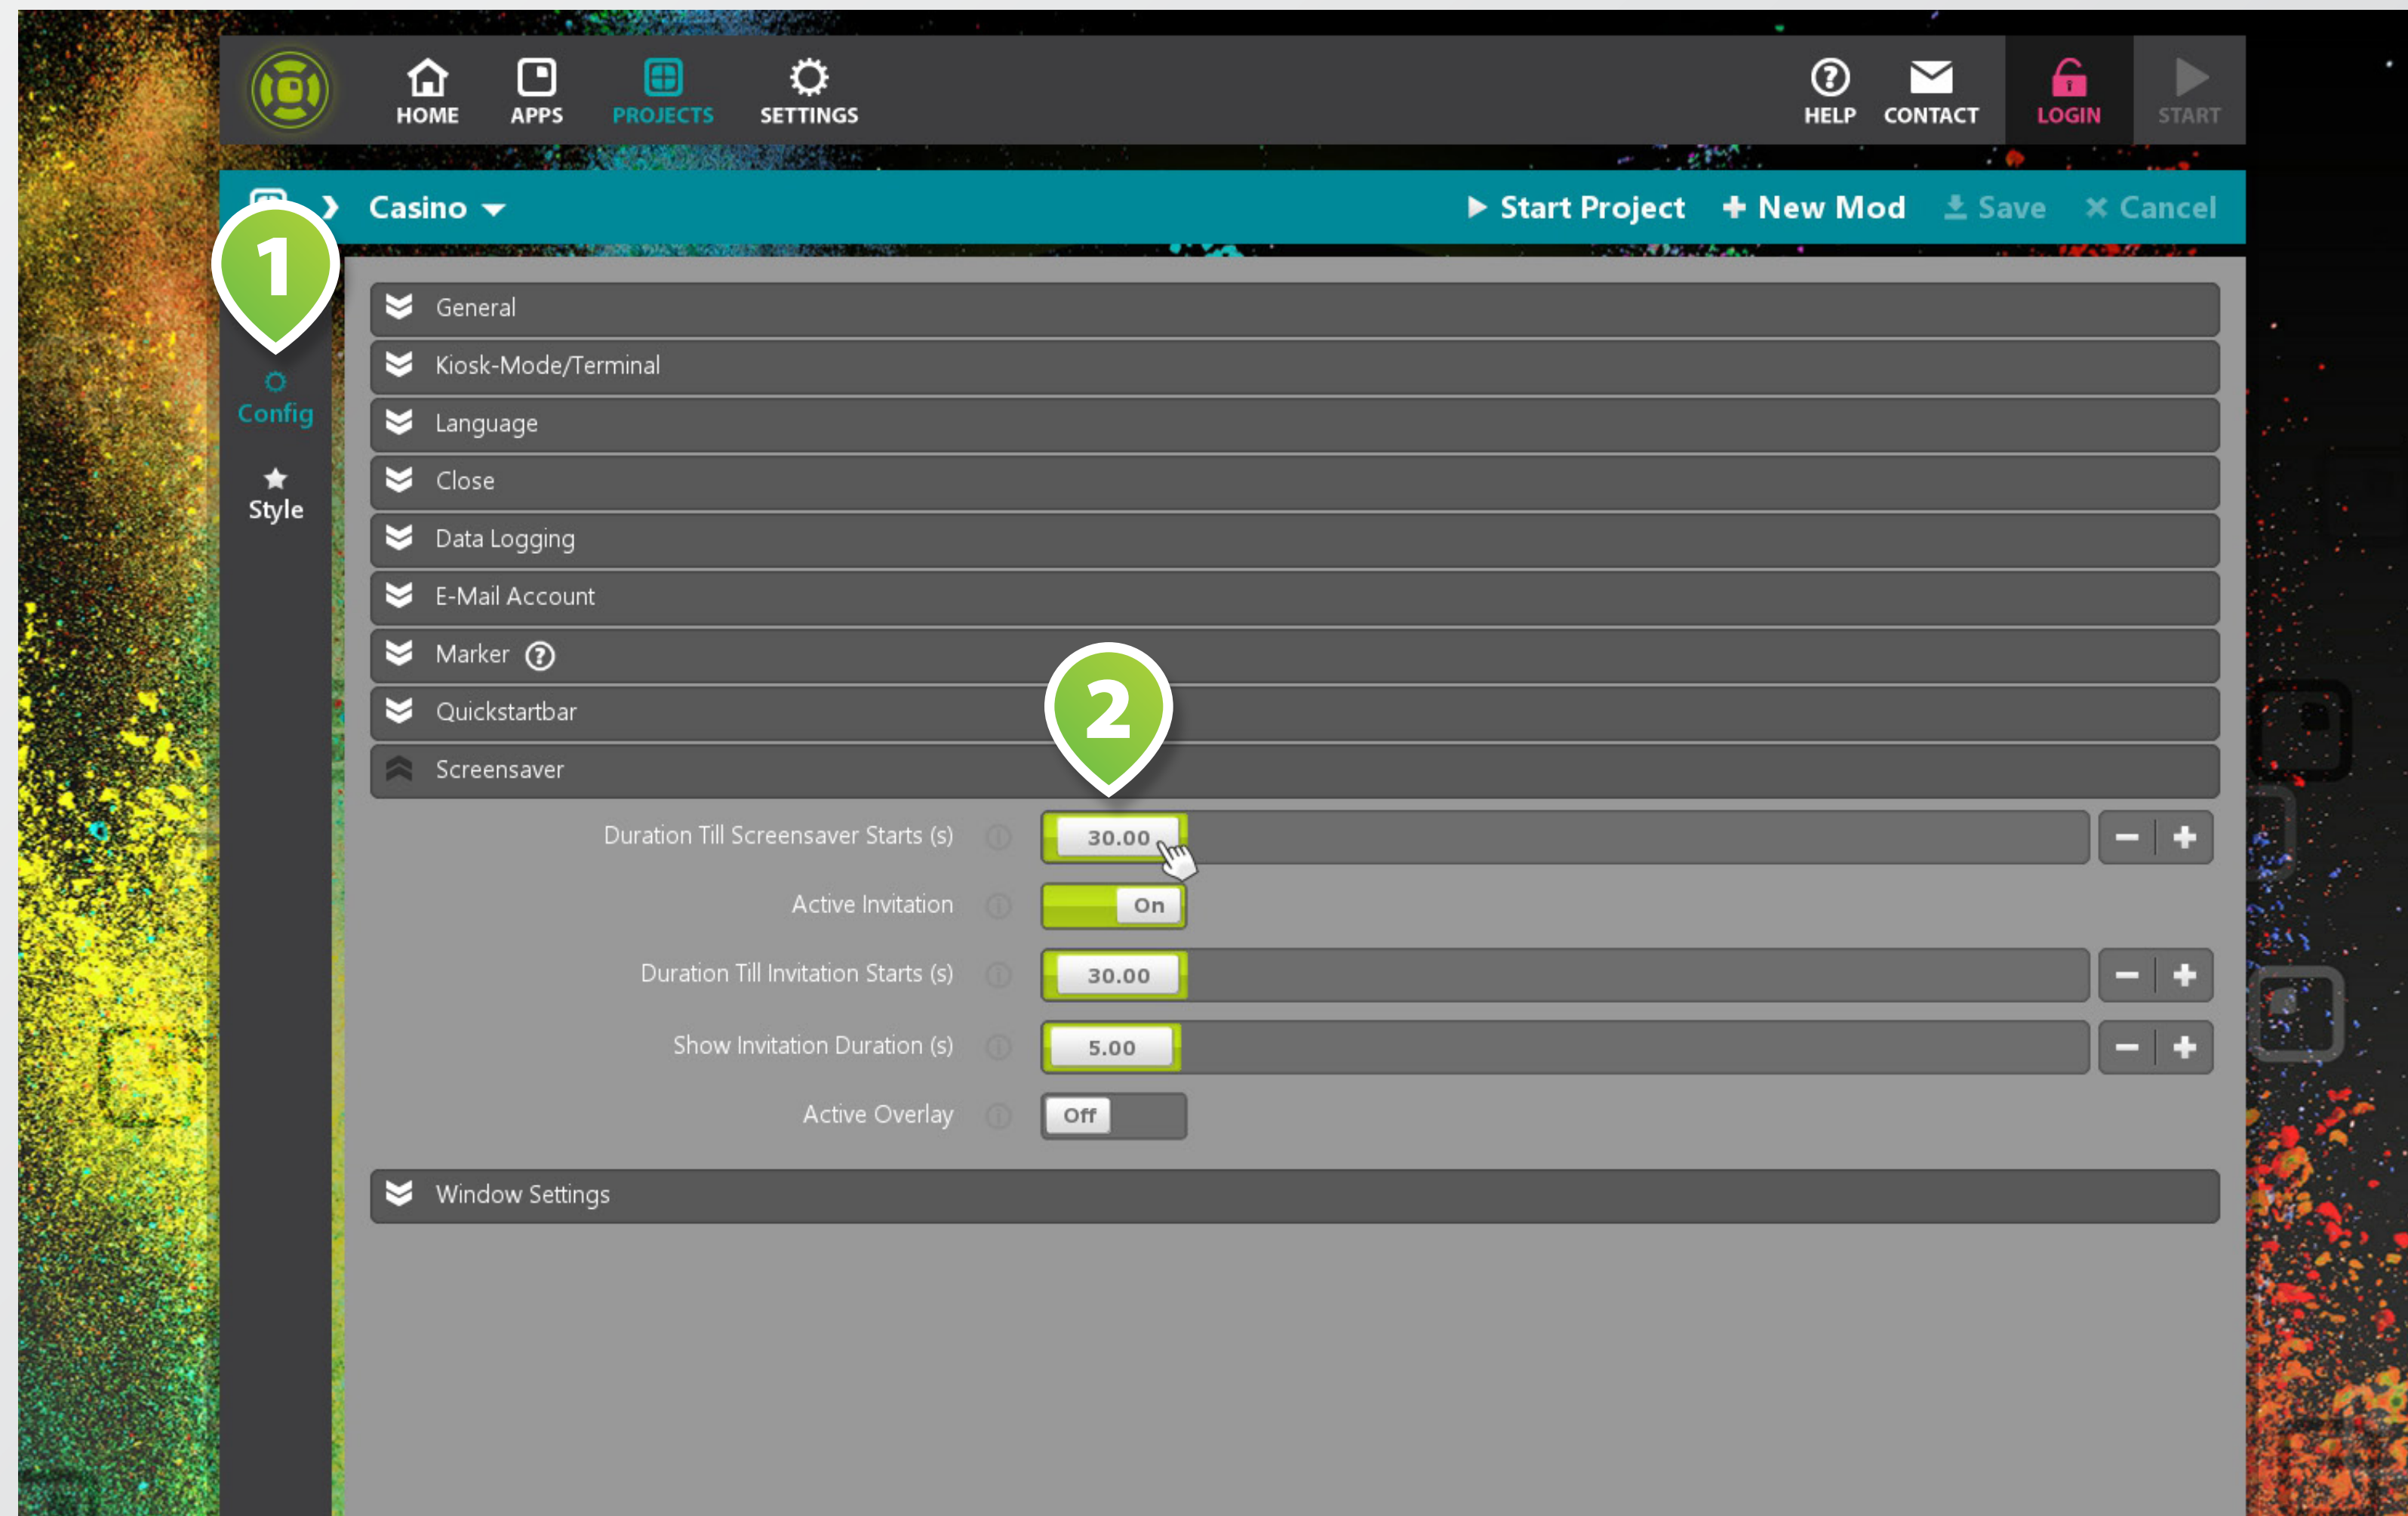 HOME APPS PROJECTS SETTINGS HELP CONTACT LOGIN START
Casino Start Project New Mod Save Cancel
1
General
Kiosk-Mode/Terminal
Config
Language
Close
Style
Data Logging
E-Mail Account
Marker ?
2
Quickstartbar
Screensaver
Duration Till Screensaver Starts (s) 30.00 - +
Active Invitation On
Duration Till Invitation Starts (s) 30.00 - +
Show Invitation Duration (s) 5.00 - +
Active Overlay Off
Window Settings